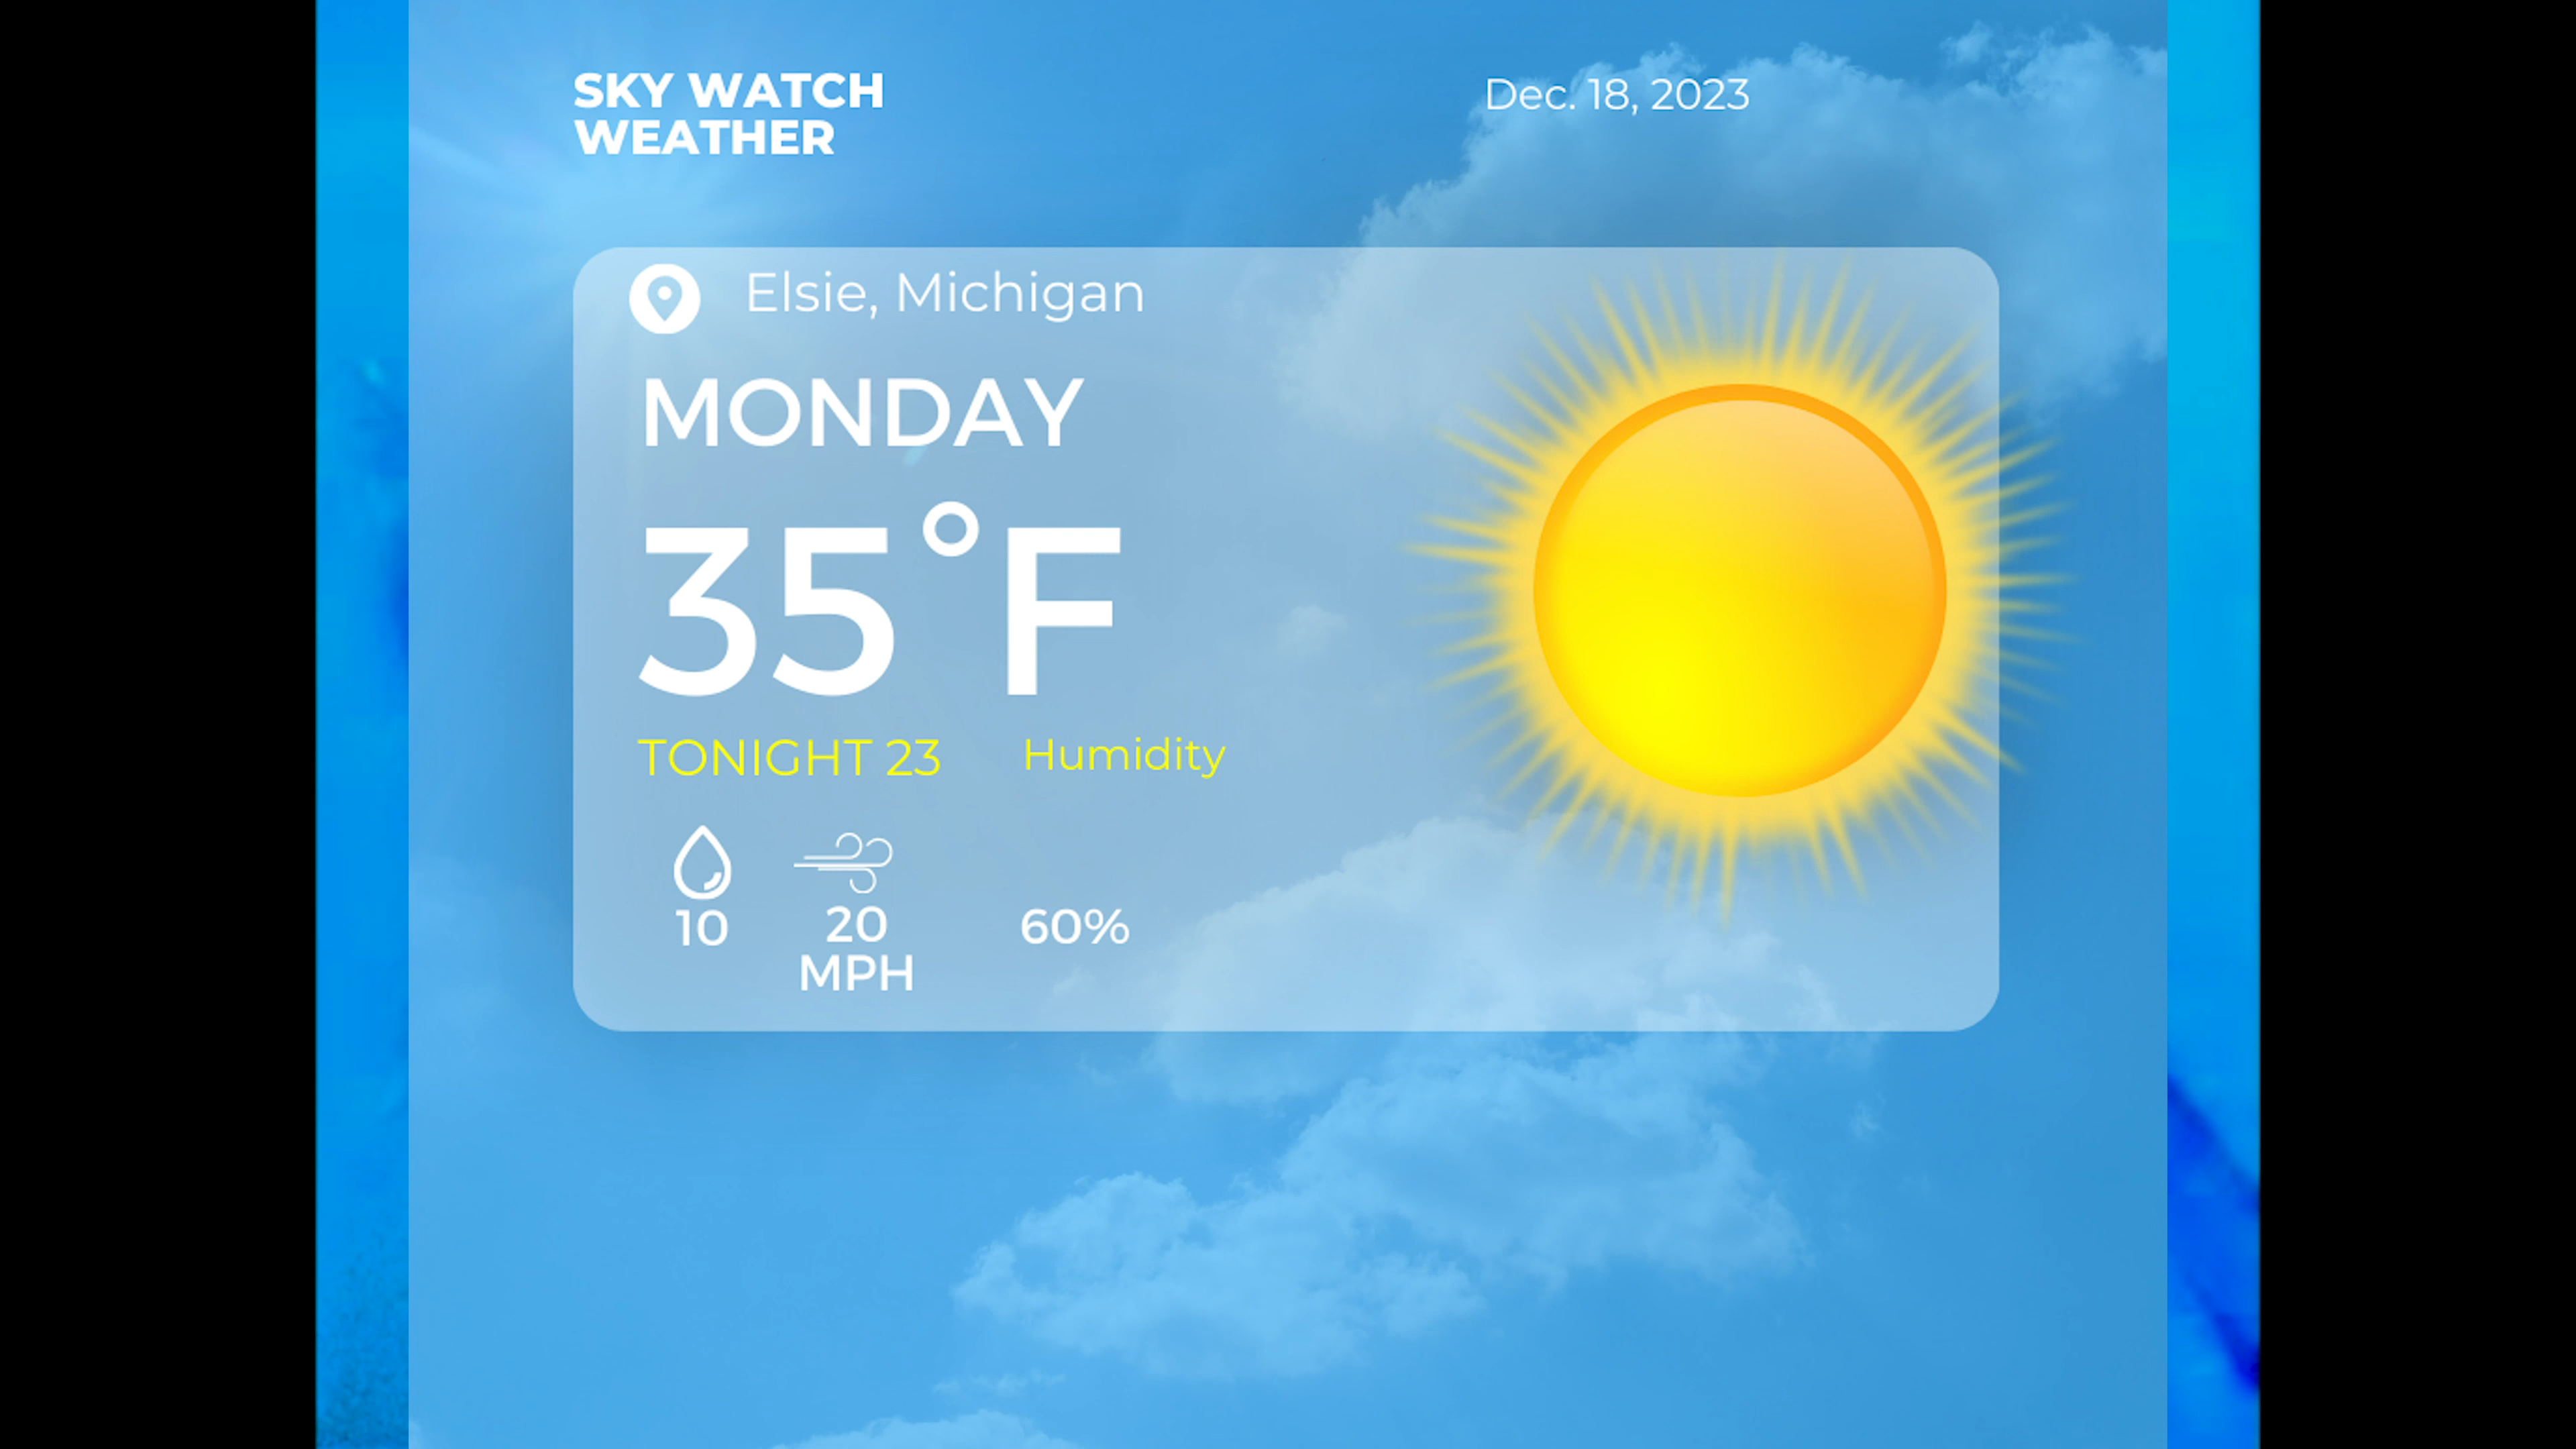 SKY WATCH
WEATHER
Dec. 18, 2023
Elsie, Michigan
MONDAY
35°F
TONIGHT 23
Humidity
10
20
MPH
60%